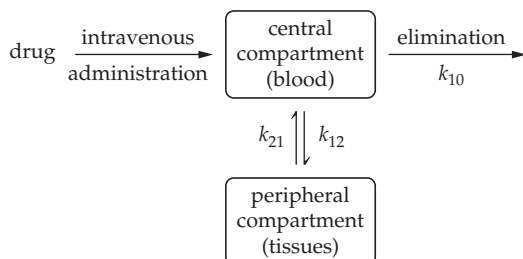 drug
intravenous
administration
central
compartment
(blood)
elimination
k10
k21
k12
peripheral
compartment
(tissues)